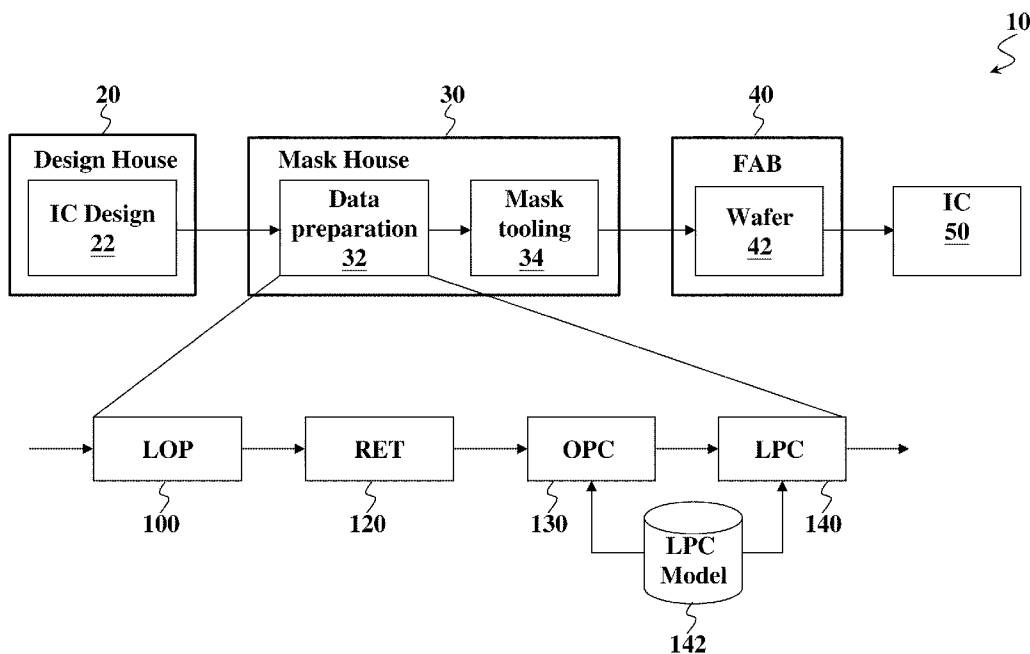 10
20
30
40
Design House
Mask House
FAB
IC Design
22
Data
preparation
32
Mask
tooling
34
Wafer
42
IC
50
LOP
RET
OPC
LPC
100
120
130
140
LPC
Model
142